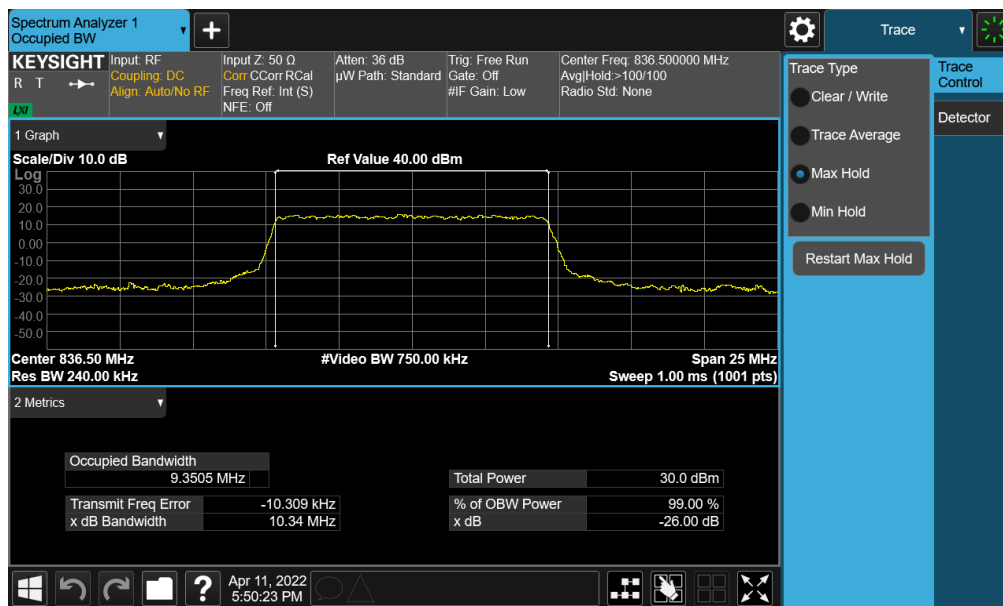 Spectrum Analyzer 1
Occupied BW
Trace
KEYSIGHT
R T
LXI
Input: RF
Coupling: DC
Align: Auto/No RF
Input Z: 50 Ω
Corr CCorr RCal
Freq Ref: Int (S)
NFE: Off
Atten: 36 dB
µW Path: Standard
Trig: Free Run
Gate: Off
#IF Gain: Low
Center Freq: 836.500000 MHz
Avg|Hold:>100/100
Radio Std: None
Trace Type
Clear / Write
Trace Average
Max Hold
Min Hold
Restart Max Hold
Trace
Control
Detector
1 Graph
Scale/Div 10.0 dB
Ref Value 40.00 dBm
Log
30.0
20.0
10.0
0.00
-10.0
-20.0
-30.0
-40.0
-50.0
Center 836.50 MHz
#Video BW 750.00 kHz
Span 25 MHz
Res BW 240.00 kHz
Sweep 1.00 ms (1001 pts)
2 Metrics
Occupied Bandwidth
9.3505 MHz
Total Power 30.0 dBm
Transmit Freq Error -10.309 kHz
% of OBW Power 99.00 %
x dB Bandwidth 10.34 MHz
x dB -26.00 dB
Apr 11, 2022
5:50:23 PM